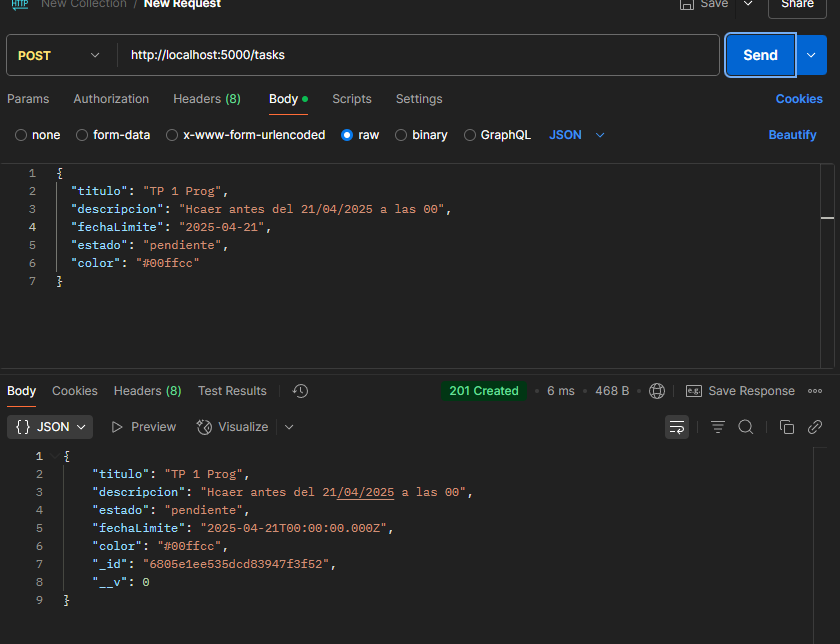 HTTP New Collection / New Request Save Share
POST http://localhost:5000/tasks Send
Params Authorization Headers (8) Body Scripts Settings Cookies
none form-data x-www-form-urlencoded raw binary GraphQL JSON Beautify
1 {
2 "titulo": "TP 1 Prog",
3 "descripcion": "Hcaer antes del 21/04/2025 a las 00",
4 "fechaLimite": "2025-04-21",
5 "estado": "pendiente",
6 "color": "#00ffcc"
7 }
Body Cookies Headers (8) Test Results 201 Created 6 ms 468 B e.g. Save Response
{} JSON Preview Visualize
1 {
2 "titulo": "TP 1 Prog",
3 "descripcion": "Hcaer antes del 21/04/2025 a las 00",
4 "estado": "pendiente",
5 "fechaLimite": "2025-04-21T00:00:00.000Z",
6 "color": "#00ffcc",
7 "_id": "6805e1ee535dcd83947f3f52",
8 "__v": 0
9 }